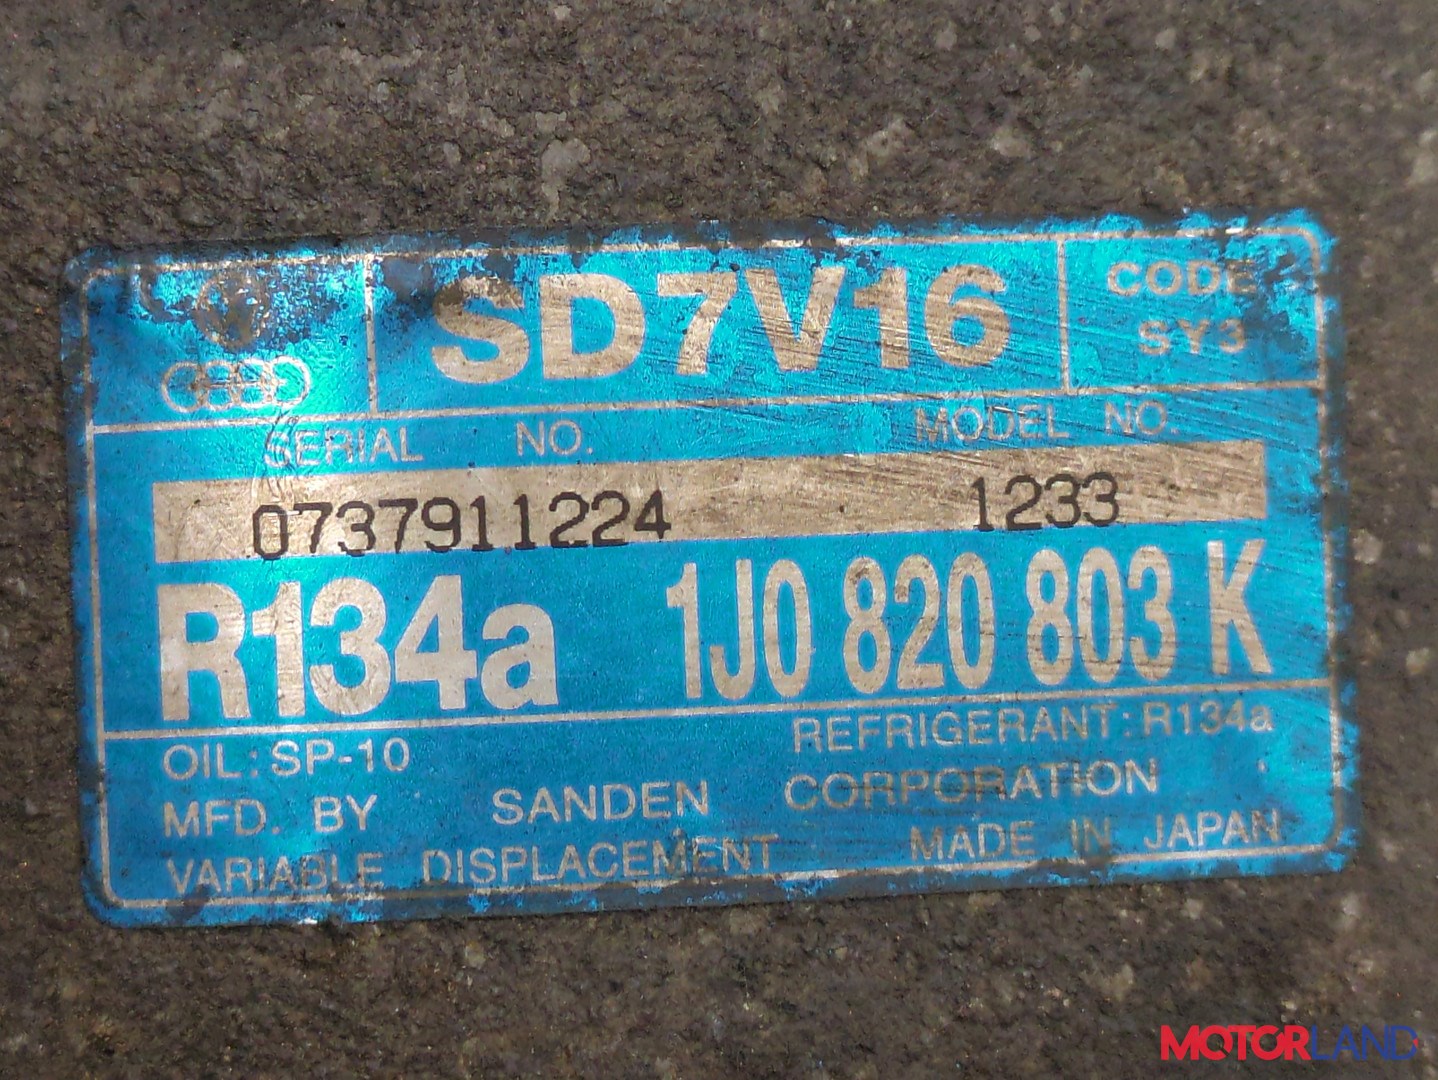 SD7V16
CODE
SY3
SERIAL NO. MODEL NO.
0737911224 1233
R134a 1J0 820 803 K
OIL: SP-10 REFRIGERANT: R134a
MFD. BY SANDEN CORPORATION
VARIABLE DISPLACEMENT MADE IN JAPAN
MOTORLAND